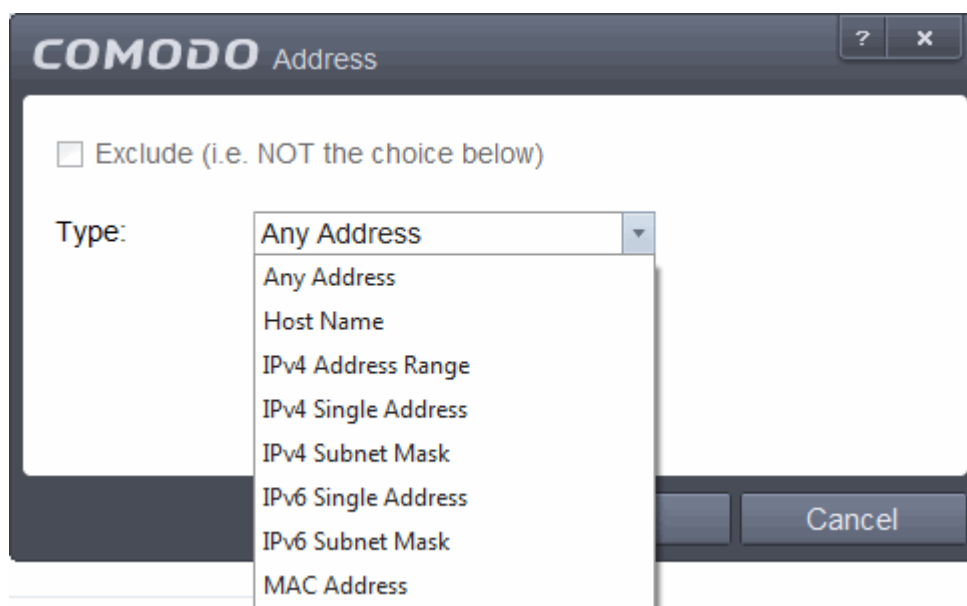 COMODO Address
? ×
Exclude (i.e. NOT the choice below)
Type: Any Address
Any Address
Host Name
IPv4 Address Range
IPv4 Single Address
IPv4 Subnet Mask
IPv6 Single Address
IPv6 Subnet Mask
Cancel
MAC Address